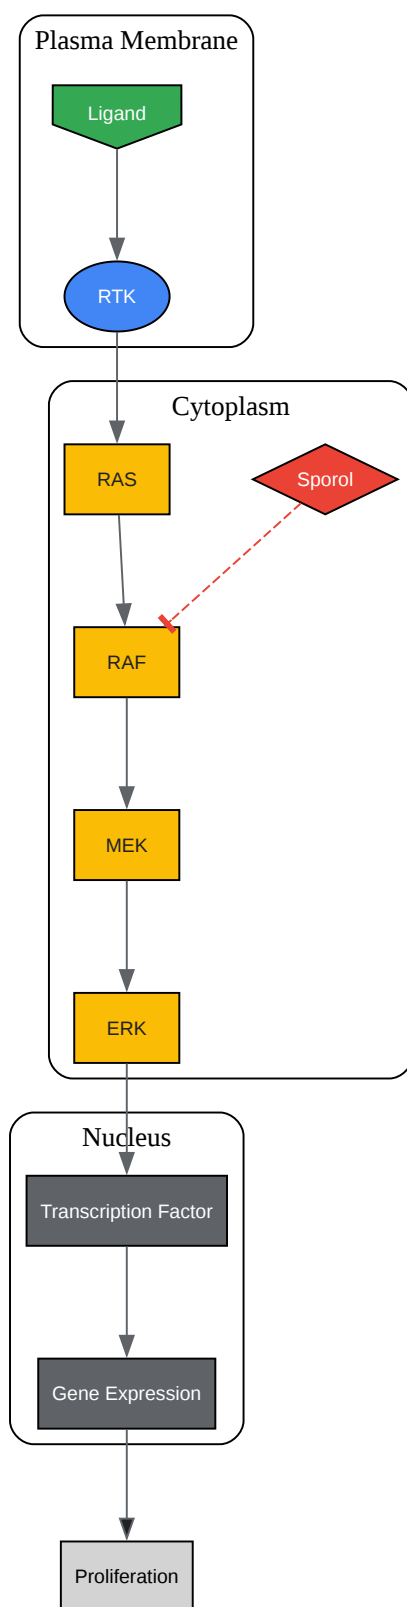 Plasma Membrane
Ligand
RTK
Cytoplasm
RAS
Sporol
RAF
MEK
ERK
Nucleus
Transcription Factor
Gene Expression
Proliferation